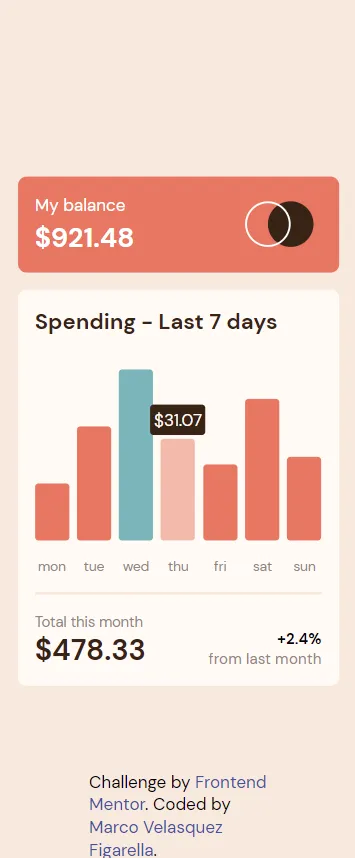 My balance
$921.48
Spending - Last 7 days
$31.07
mon tue wed thu fri sat sun
Total this month
$478.33
+2.4%
from last month
Challenge by Frontend
Mentor. Coded by
Marco Velasquez
Figarella.